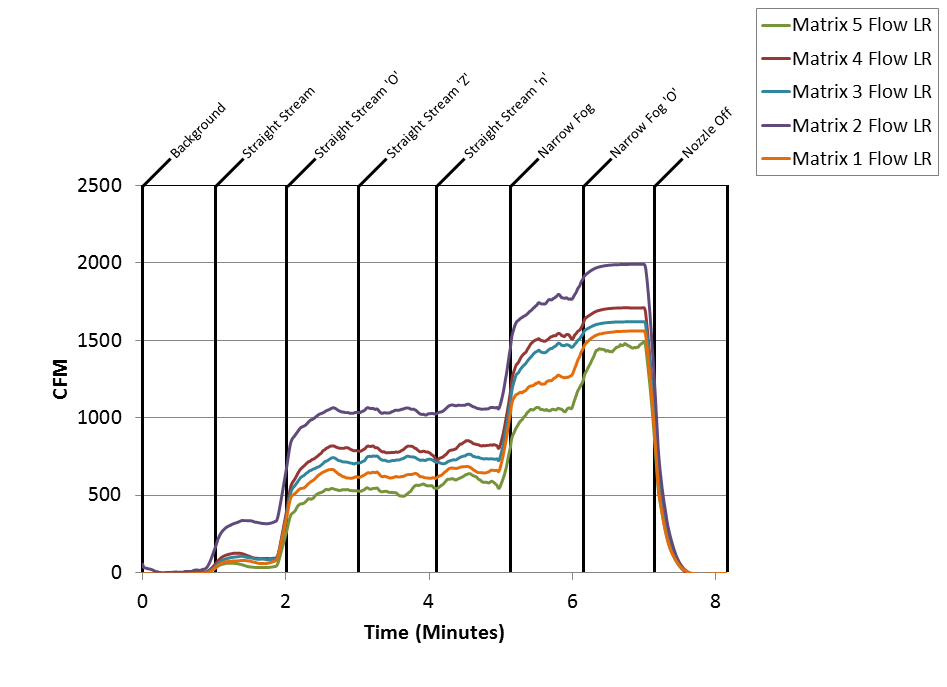 Matrix 5 Flow LR
Matrix 4 Flow LR
Matrix 3 Flow LR
Matrix 2 Flow LR
Matrix 1 Flow LR
Background
Straight Stream
Straight Stream 'O'
Straight Stream 'Z'
Straight Stream 'n'
Narrow Fog
Narrow Fog 'O'
Nozzle Off
2500
2000
1500
1000
500
0
CFM
0 2 4 6 8
Time (Minutes)